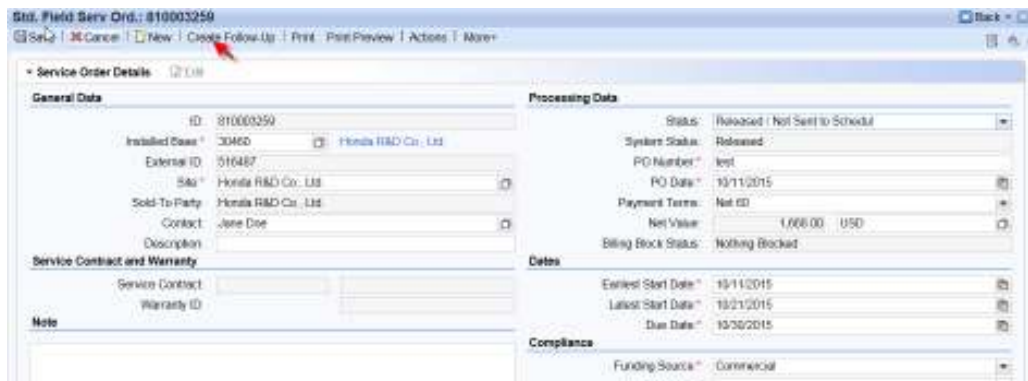 Std. Field Serv Ord.: 810003259
Back
Save | Cancel | New | Create Follow-Up | Print Print Preview | Actions | More
Service Order Details Edit
General Data
ID: 810003259
Installed Base:* 30460 Honda R&D Co., Ltd.
External ID: 516487
Site:* Honda R&D Co., Ltd.
Sold-To Party: Honda R&D Co., Ltd.
Contact: Jane Doe
Description:
Service Contract and Warranty
Service Contract:
Warranty ID:
Note
Processing Data
Status: Released / Not Sent to Schedul
System Status: Released
PO Number:* test
PO Date:* 10/11/2015
Payment Terms: Net 60
Net Value: USD
Billing Block Status: Nothing Blocked
Dates
Earliest Start Date:* 10/11/2015
Latest Start Date:* 10/21/2015
Due Date:* 10/30/2015
Compliance
Funding Source:* Commercial